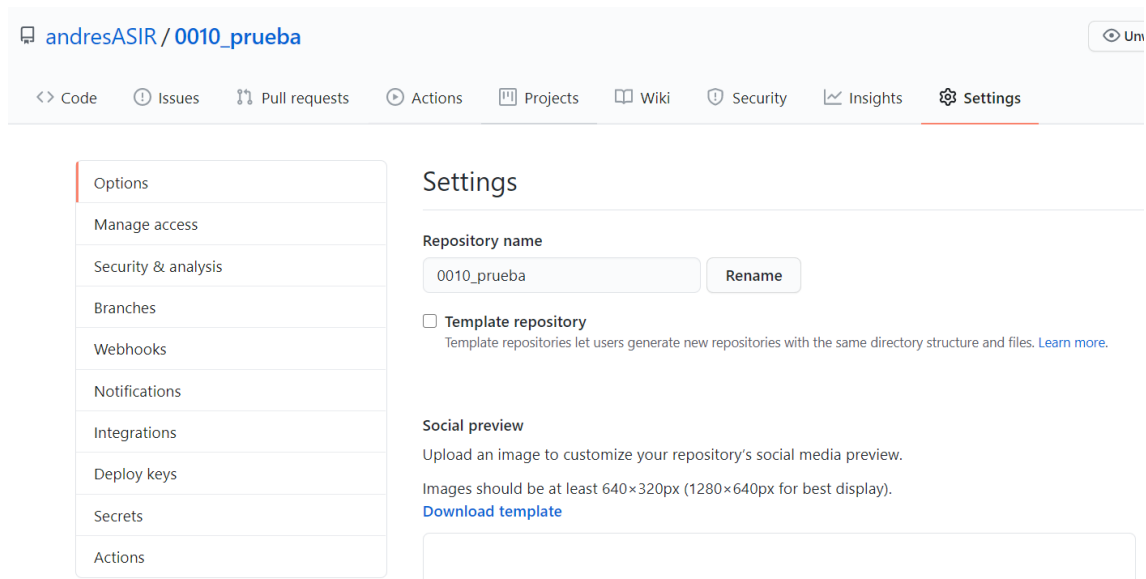 andresASIR / 0010_prueba
Code Issues Pull requests Actions Projects Wiki Security Insights Settings
Options
Manage access
Security & analysis
Branches
Webhooks
Notifications
Integrations
Deploy keys
Secrets
Actions
Settings
Repository name
0010_prueba Rename
Template repository
Template repositories let users generate new repositories with the same directory structure and files. Learn more.
Social preview
Upload an image to customize your repository's social media preview.
Images should be at least 640×320px (1280×640px for best display).
Download template